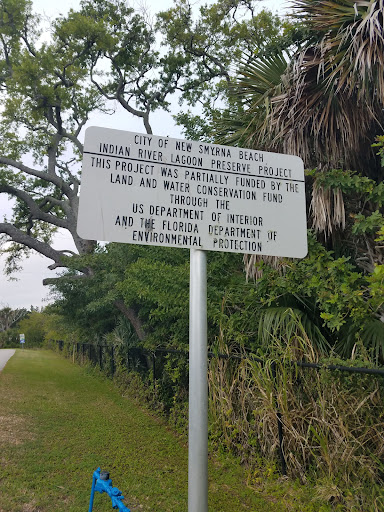 CITY OF NEW SMYRNA BEACH
INDIAN RIVER LAGOON PRESERVE PROJECT
THIS PROJECT WAS PARTIALLY FUNDED BY THE
LAND AND WATER CONSERVATION FUND
THROUGH THE
US DEPARTMENT OF INTERIOR
AND THE FLORIDA DEPARTMENT OF
ENVIRONMENTAL PROTECTION